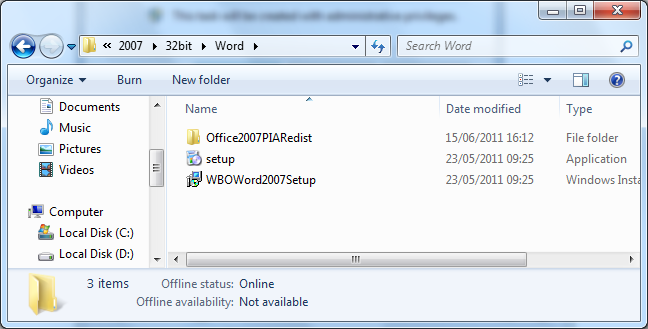 This task will be created with administrative privileges.
« 2007 32bit Word Search Word
Organize Burn New folder
Name Date modified Type
Documents
Music
Pictures
Videos
Computer
Local Disk (C:)
Local Disk (D:)
Office2007PIARedist 15/06/2011 16:12 File folder
setup 23/05/2011 09:25 Application
WBOWord2007Setup 23/05/2011 09:25 Windows Insta
3 items Offline status: Online
Offline availability: Not available